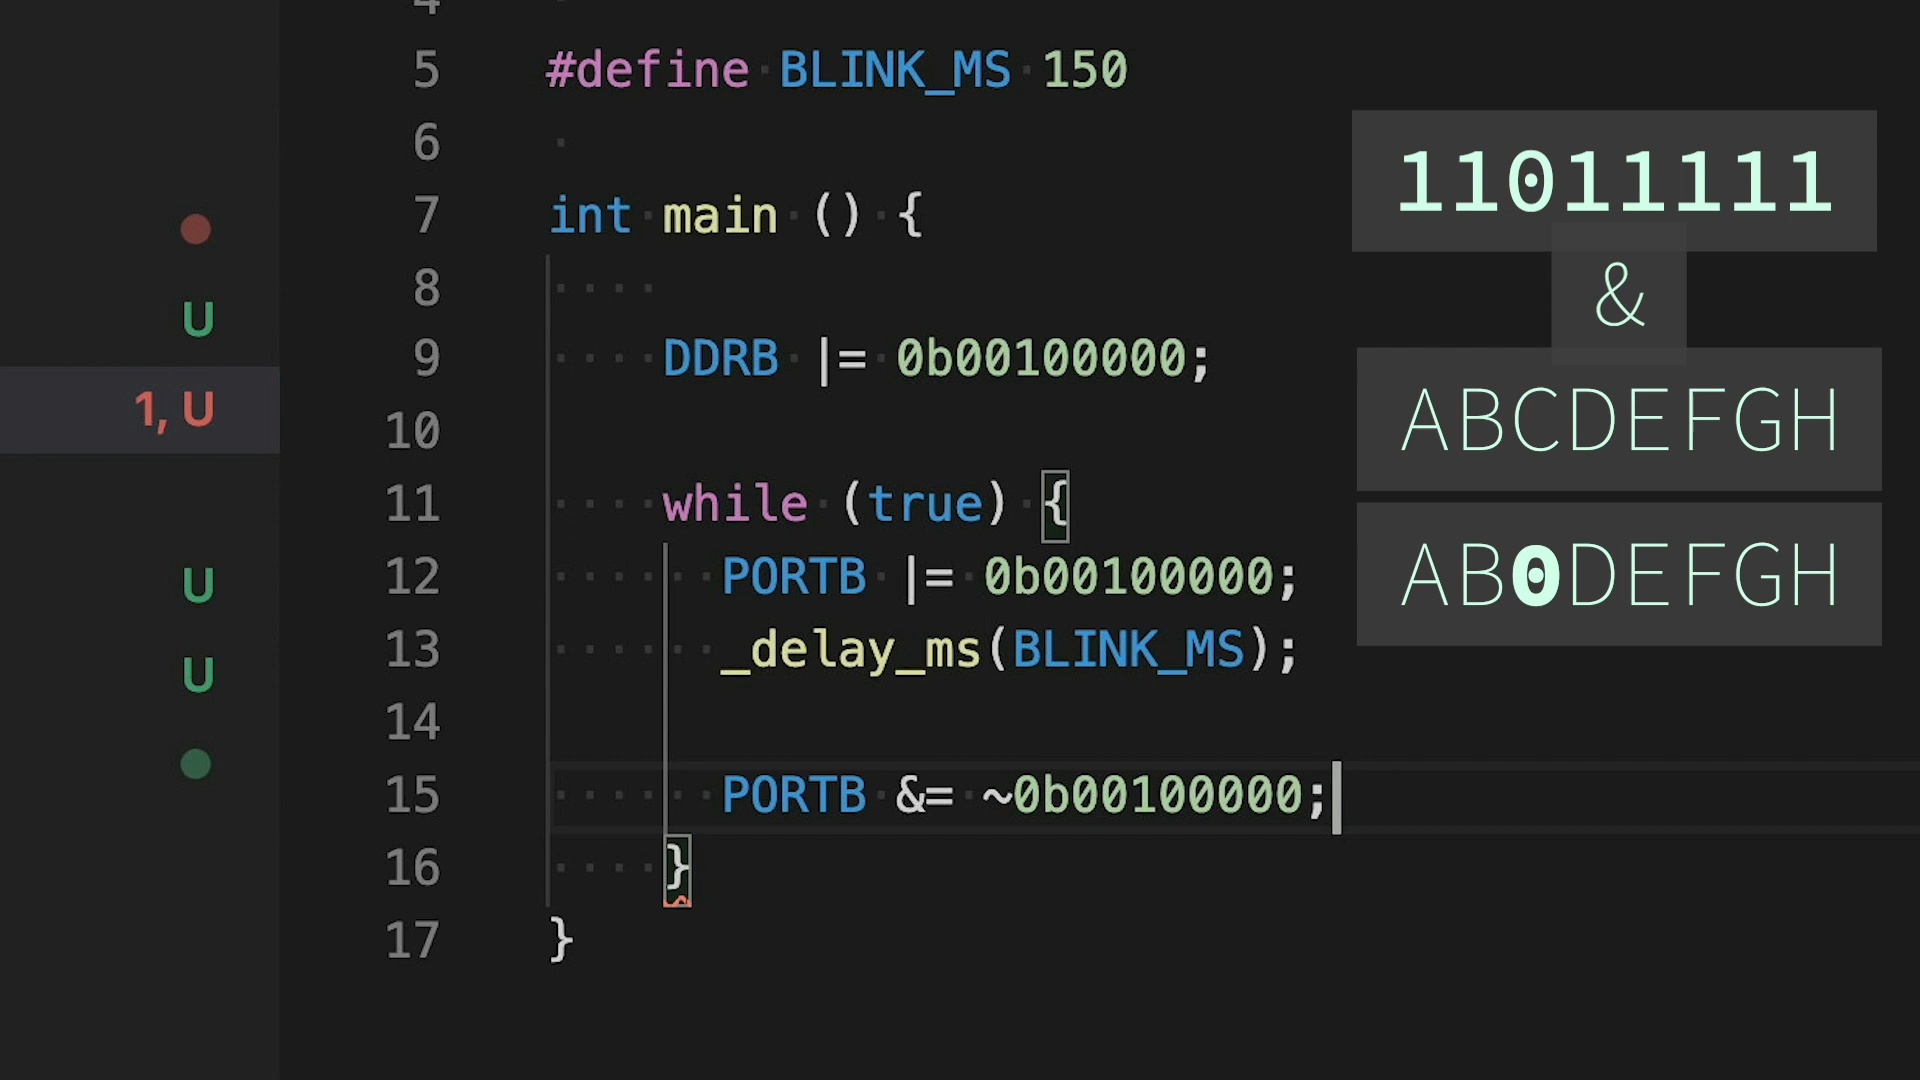 4
5 #define BLINK_MS 150
6
7 int main () {
8
9 DDRB |= 0b00100000;
10
11 while (true) {
12 PORTB |= 0b00100000;
13 _delay_ms(BLINK_MS);
14
15 PORTB &= ~0b00100000;
16 }
17 }
U
1, U
U
U
11011111
&
ABCDEFGH
AB0DEFGH